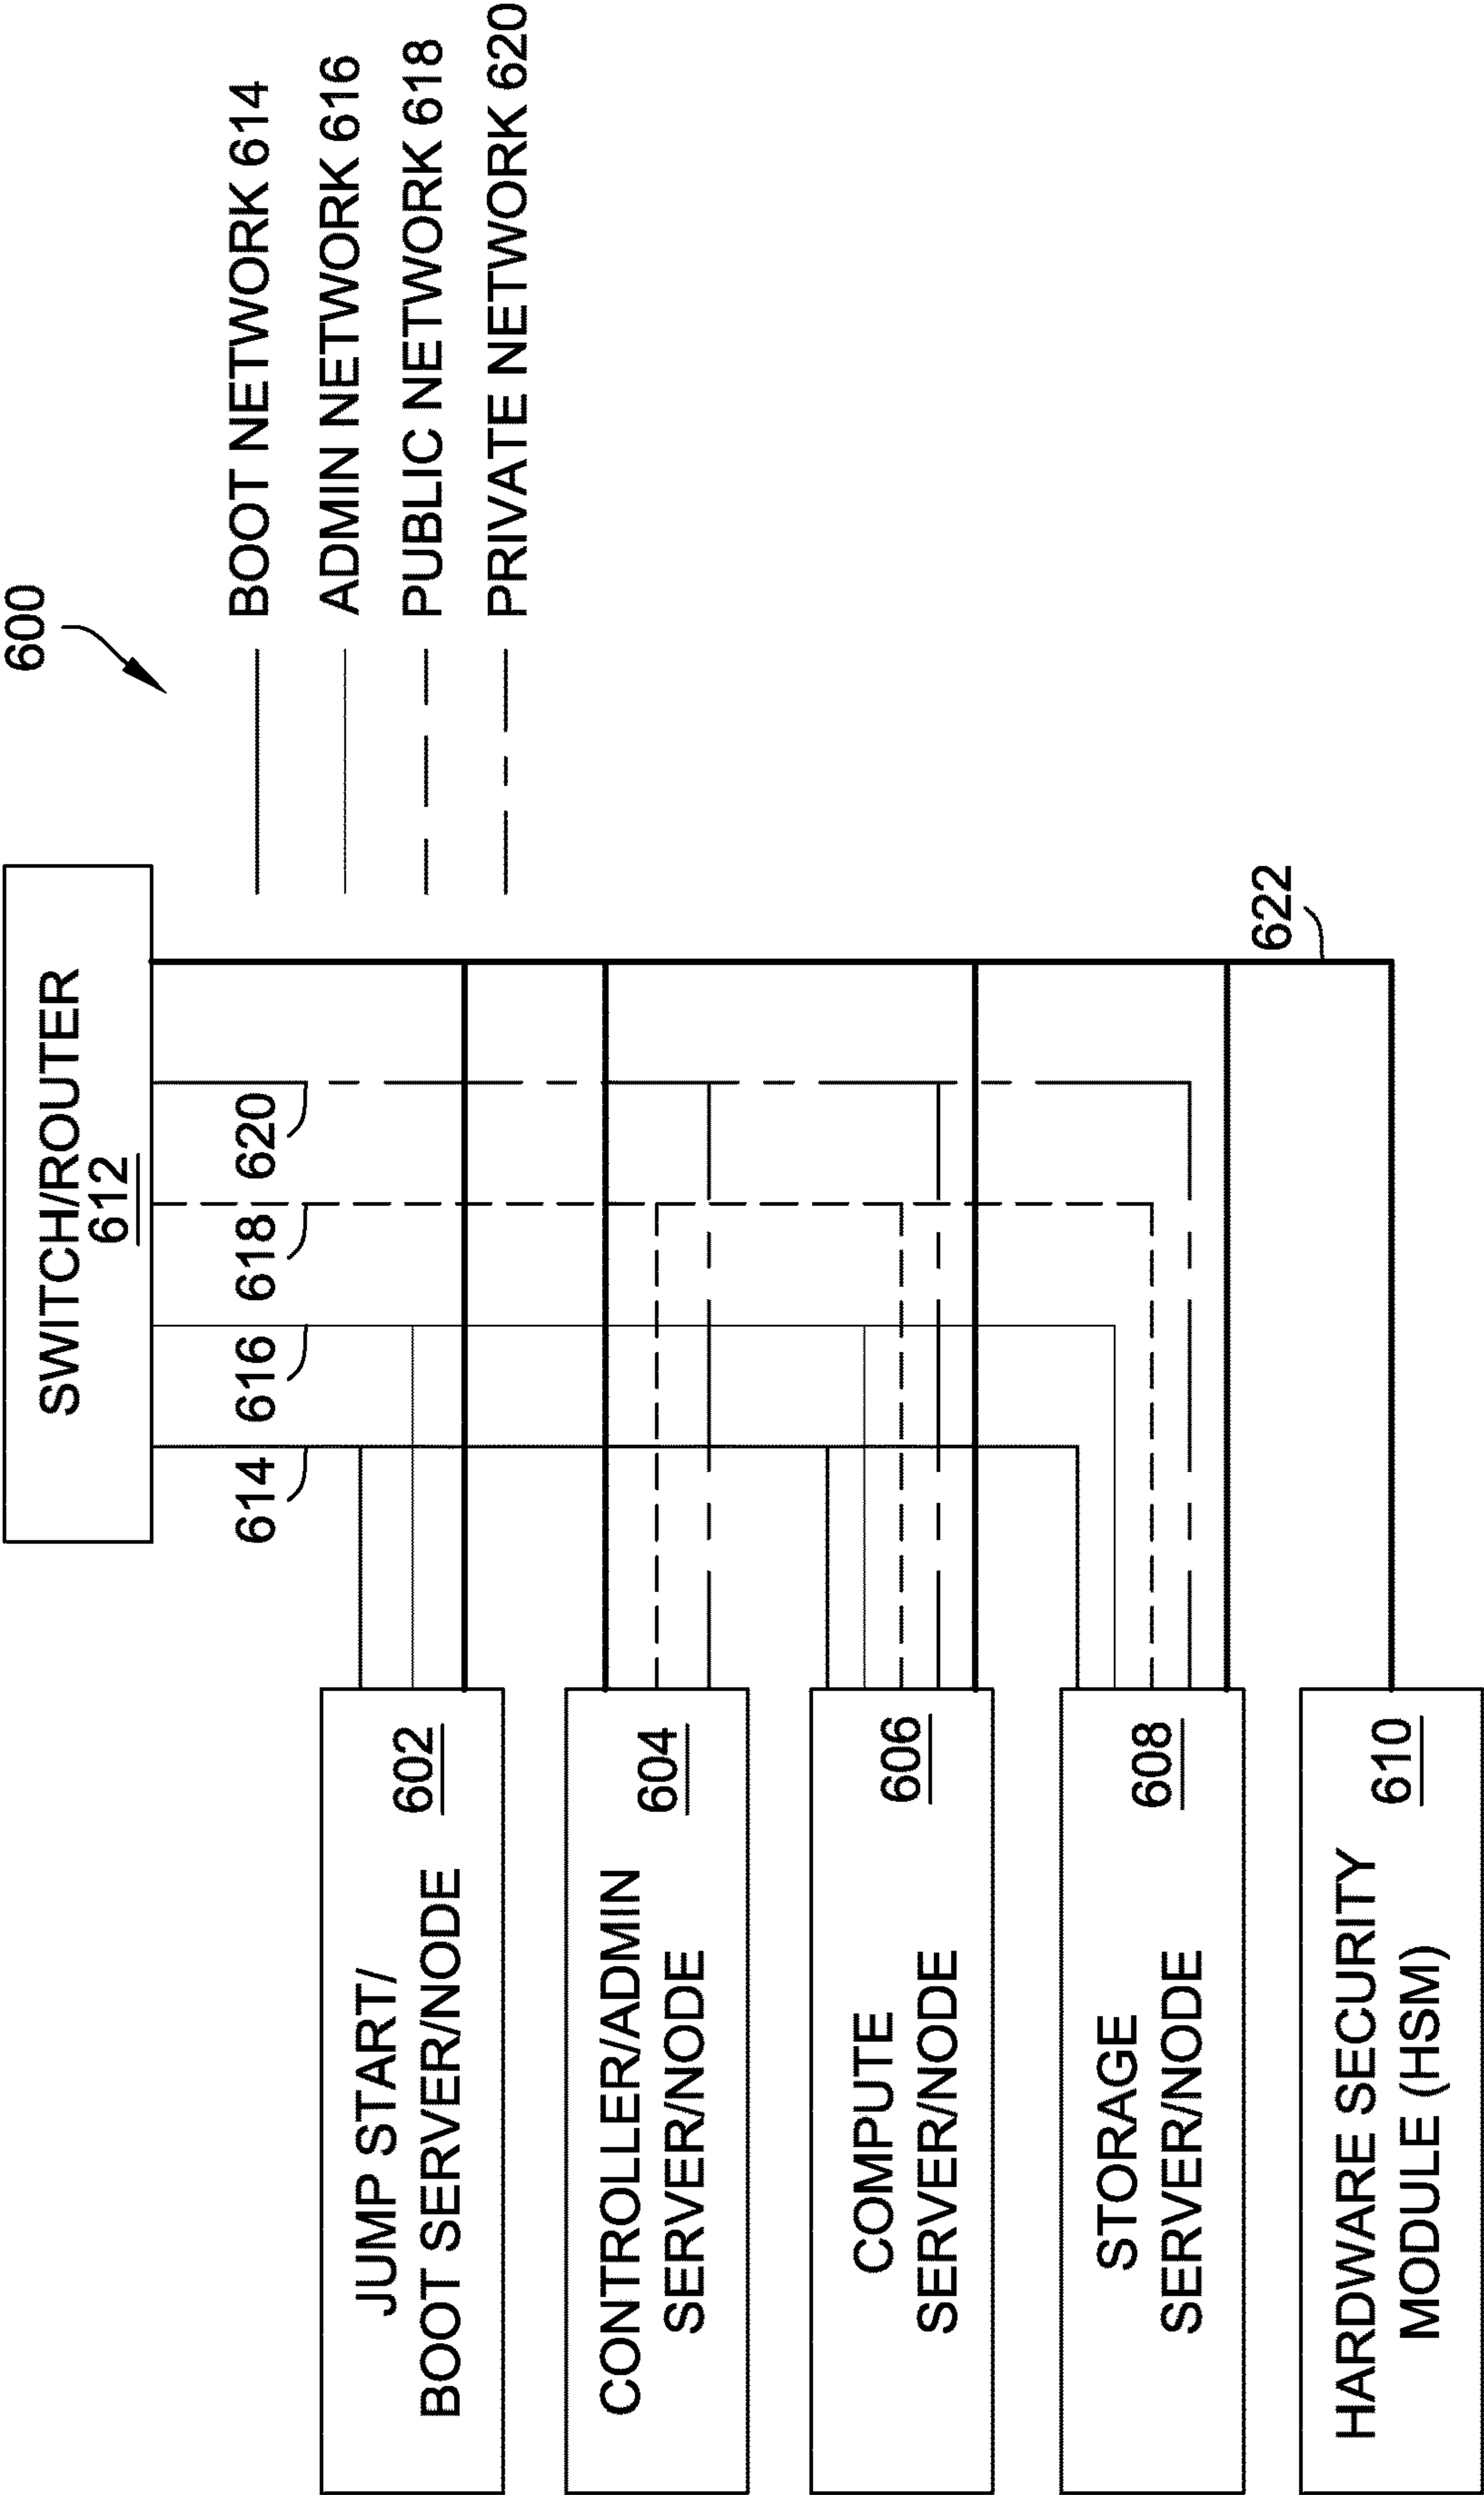 600
SWITCH/ROUTER
612
BOOT NETWORK 614
ADMIN NETWORK 616
PUBLIC NETWORK 618
PRIVATE NETWORK 620
614
616
618
620
622
JUMP START/
BOOT SERVER/NODE
602
CONTROLLER/ADMIN
SERVER/NODE
604
COMPUTE
SERVER/NODE
606
STORAGE
SERVER/NODE
608
HARDWARE SECURITY
MODULE (HSM)
610